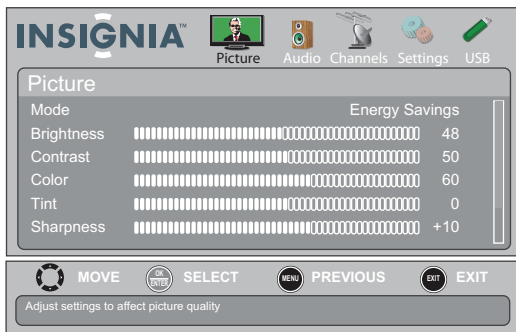 INSIGNIA™
Picture Audio Channels Settings USB
Picture
Mode Energy Savings
Brightness 48
Contrast 50
Color 60
Tint 0
Sharpness +10
MOVE OK ENTER SELECT MENU PREVIOUS EXIT EXIT
Adjust settings to affect picture quality